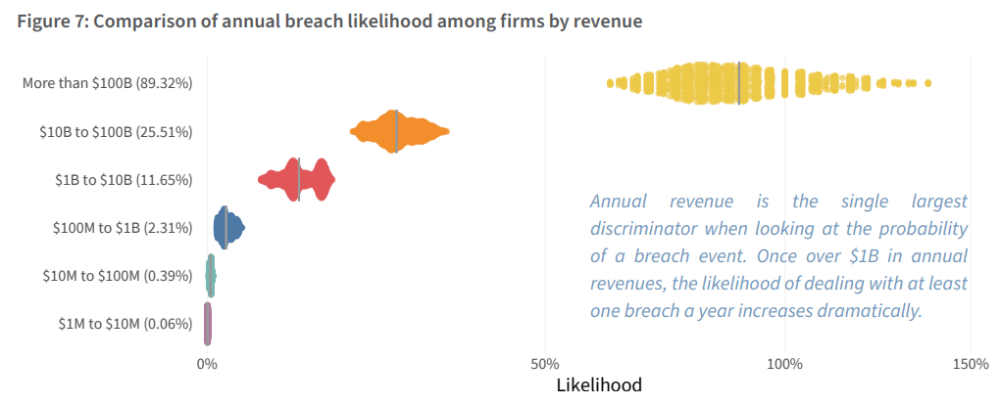 Figure 7: Comparison of annual breach likelihood among firms by revenue
More than $100B (89.32%)
$10B to $100B (25.51%)
$1B to $10B (11.65%)
$100M to $1B (2.31%)
$10M to $100M (0.39%)
$1M to $10M (0.06%)
Annual revenue is the single largest
discriminator when looking at the probability
of a breach event. Once over $1B in annual
revenues, the likelihood of dealing with at least
one breach a year increases dramatically.
0% 50% 100% 150%
Likelihood